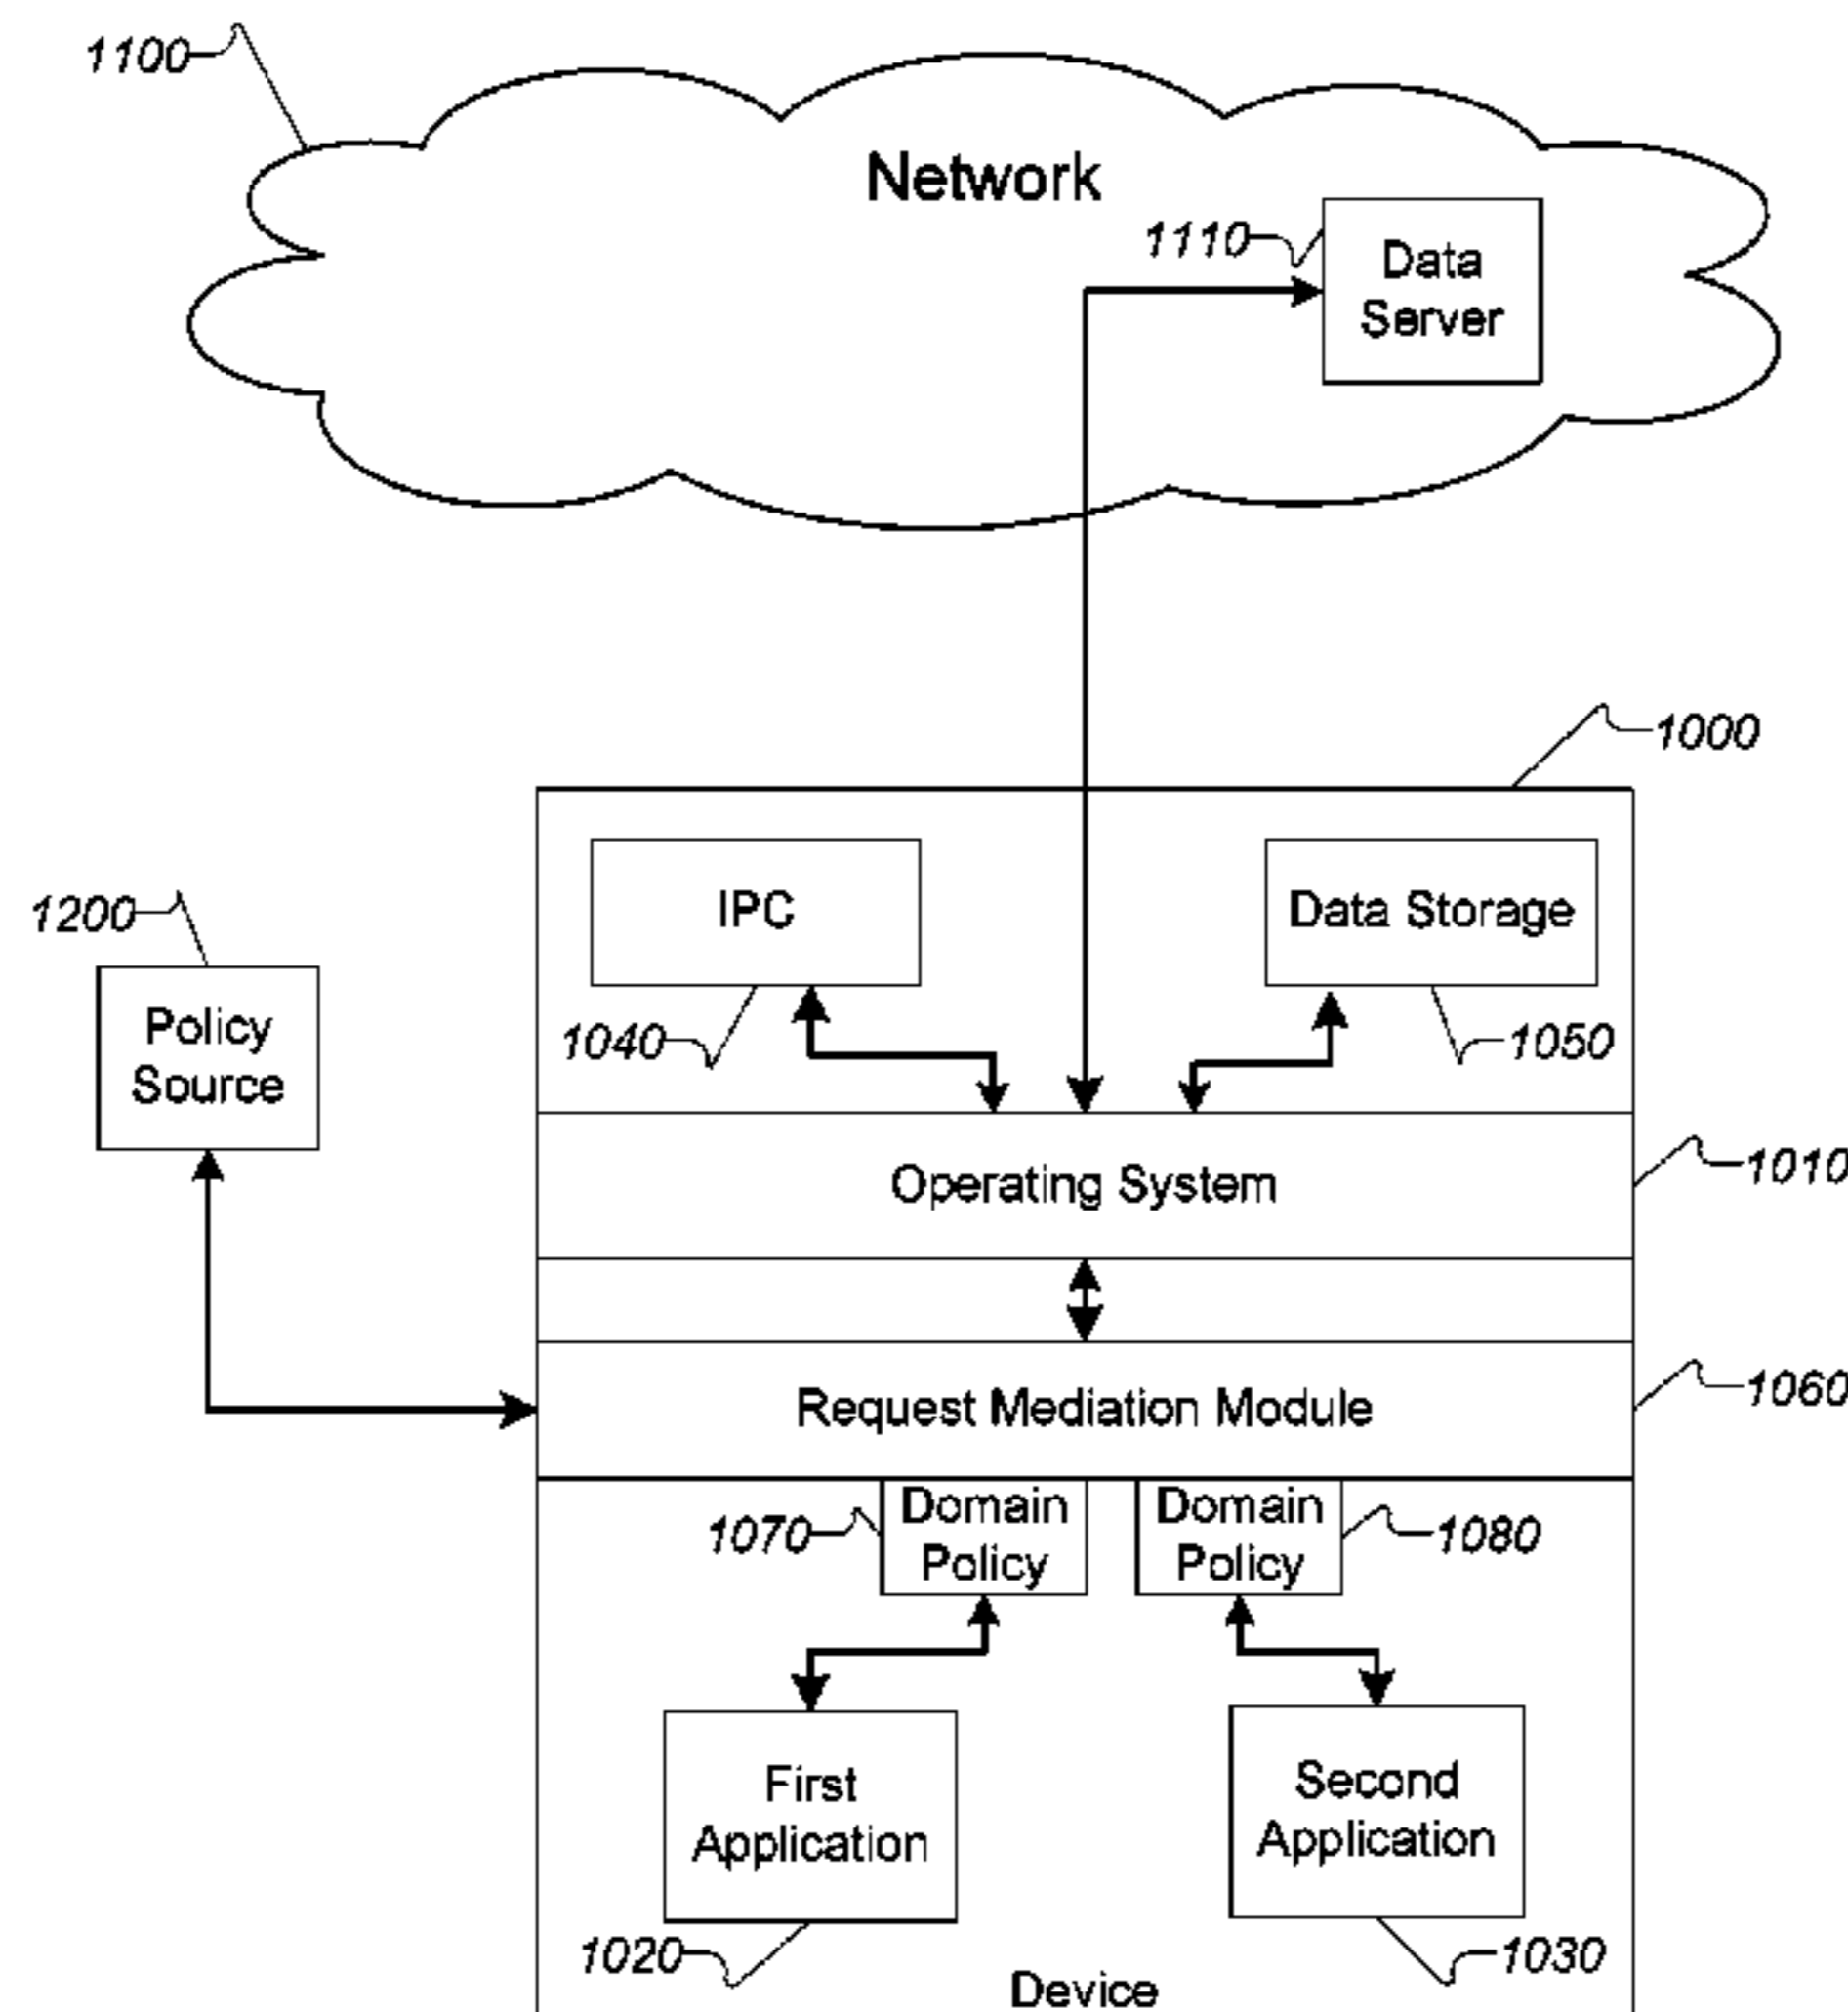 1100
Network
1110
Data
Server
1000
IPC
Data Storage
1200
Policy
Source
1040
1050
Operating System
1010
Request Mediation Module
1060
Domain
Policy
Domain
Policy
1070
1080
First
Application
Second
Application
1020
1030
Device